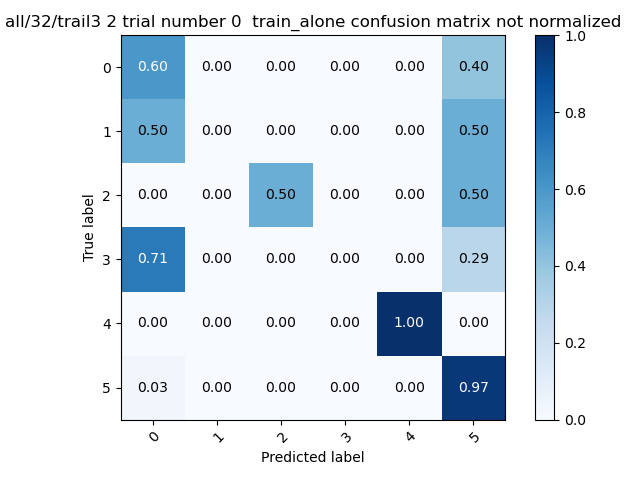 all/32/trail3 2 trial number 0  train_alone confusion matrix not normalized
0 0.60 0.00 0.00 0.00 0.00 0.40
1 0.50 0.00 0.00 0.00 0.00 0.50
2 0.00 0.00 0.50 0.00 0.00 0.50
3 0.71 0.00 0.00 0.00 0.00 0.29
4 0.00 0.00 0.00 0.00 1.00 0.00
5 0.03 0.00 0.00 0.00 0.00 0.97
0 1 2 3 4 5
True label
Predicted label
1.0
0.8
0.6
0.4
0.2
0.0